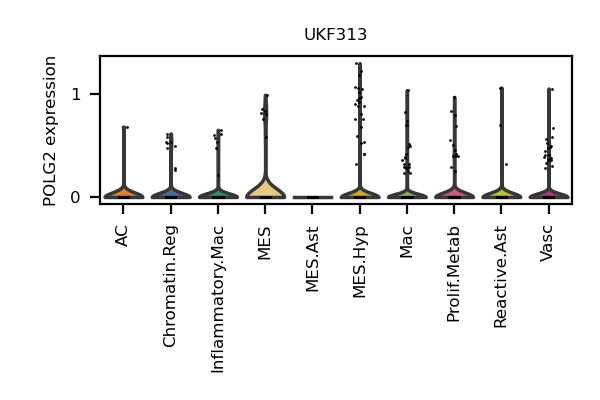 UKF313
POLG2 expression
1
0
AC
Chromatin.Reg
Inflammatory.Mac
MES
MES.Ast
MES.Hyp
Mac
Prolif.Metab
Reactive.Ast
Vasc